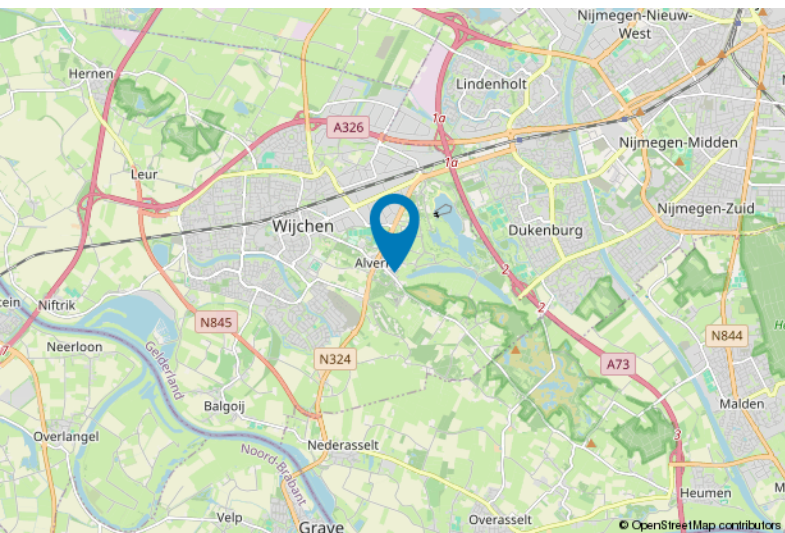 Nijmegen-Nieuw-
West
Hernen
Lindenholt
1a
A326
1a
Nijmegen-Midden
Leur
Nijmegen-Zuid
Wijchen
Dukenburg
Alvern
2
2
Niftrik
N845
Neerloon
Gelderland
N324
N844
A73
Balgoij
Malden
Overlangel
3
Nederasselt
Noord-Brabant
Heumen
Velp
Overasselt
Grave
© OpenStreetMap contributors